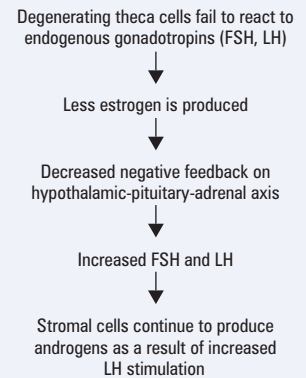 Degenerating theca cells fail to react to
endogenous gonadotropins (FSH, LH)
Less estrogen is produced
Decreased negative feedback on
hypothalamic-pituitary-adrenal axis
Increased FSH and LH
Stromal cells continue to produce
androgens as a result of increased
LH stimulation